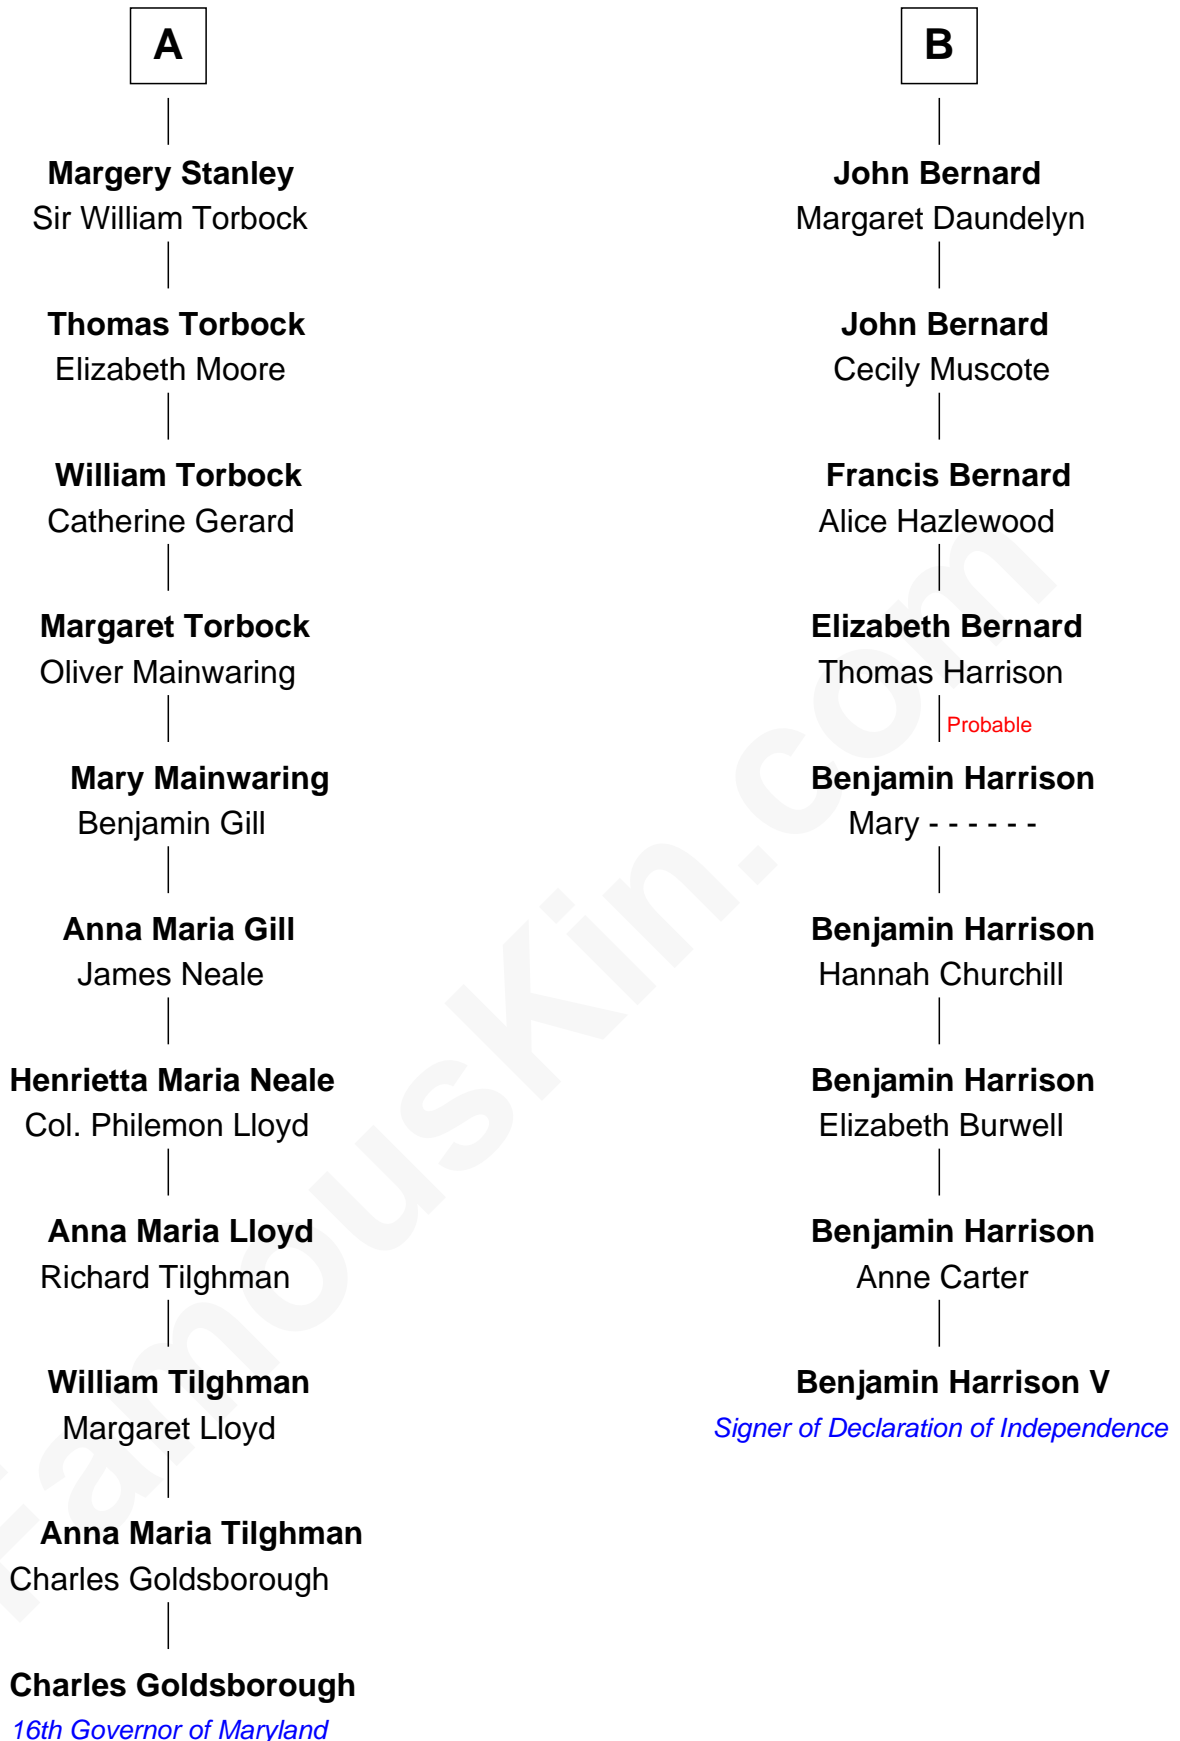 A
Margery Stanley
Sir William Torbock
Thomas Torbock
Elizabeth Moore
William Torbock
Catherine Gerard
Margaret Torbock
Oliver Mainwaring
Mary Mainwaring
Benjamin Gill
Anna Maria Gill
James Neale
Henrietta Maria Neale
Col. Philemon Lloyd
Anna Maria Lloyd
Richard Tilghman
William Tilghman
Margaret Lloyd
Anna Maria Tilghman
Charles Goldsborough
Charles Goldsborough
16th Governor of Maryland
B
John Bernard
Margaret Daundelyn
John Bernard
Cecily Muscote
Francis Bernard
Alice Hazlewood
Elizabeth Bernard
Thomas Harrison
Probable
Benjamin Harrison
Mary - - - - - -
Benjamin Harrison
Hannah Churchill
Benjamin Harrison
Elizabeth Burwell
Benjamin Harrison
Anne Carter
Benjamin Harrison V
Signer of Declaration of Independence
FamousKin.com